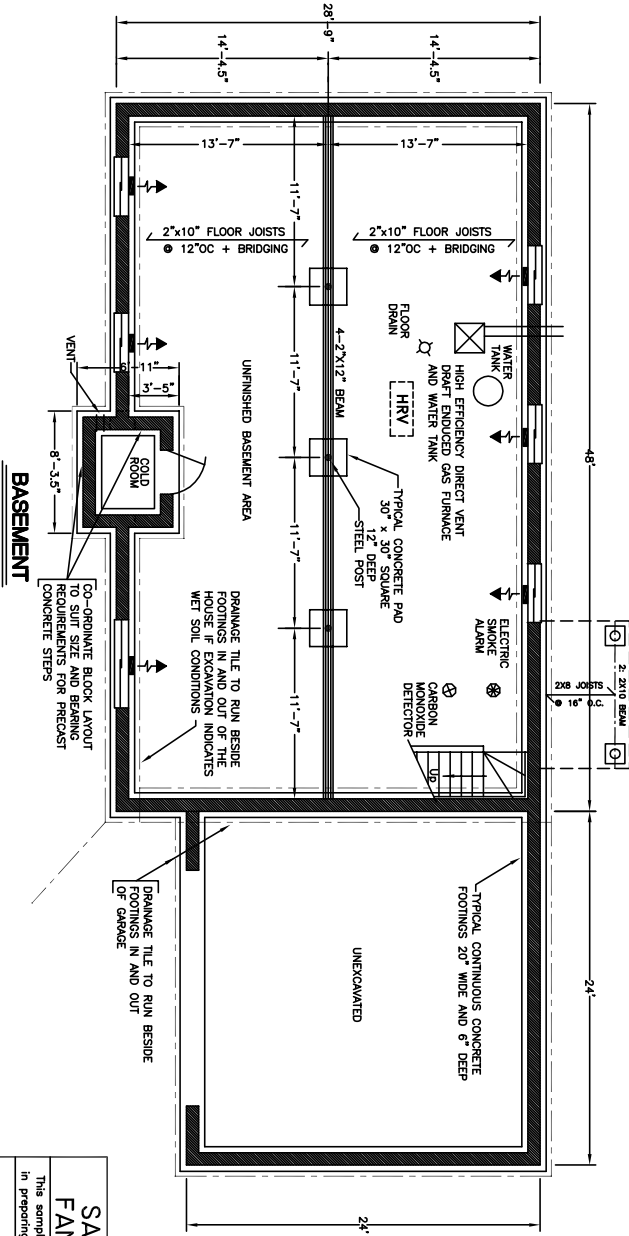 28'-9"
14'-4.5"
14'-4.5"
48'
24'
24'
13'-7"
13'-7"
11'-7"
11'-7"
11'-7"
11'-7"
2"x10" FLOOR JOISTS
@ 12"OC + BRIDGING
2"x10" FLOOR JOISTS
@ 12"OC + BRIDGING
4-2"X12" BEAM
FLOOR
DRAIN
WATER
TANK
HIGH EFFICIENCY DIRECT VENT
DRAFT ENDUCED GAS FURNACE
AND WATER TANK
HRV
TYPICAL CONCRETE PAD
30" x 30" SQUARE
12" DEEP
STEEL POST
ELECTRIC
SMOKE
ALARM
CARBON
MONOXIDE
DETECTOR
Up
2: 2X10 BEAM
2X8 JOISTS
@ 16" O.C.
UNFINISHED BASEMENT AREA
VENT
6'-11"
3'-5"
8'-3.5"
COLD
ROOM
DRAINAGE TILE TO RUN BESIDE
FOOTINGS IN AND OUT OF THE
HOUSE IF EXCAVATION INDICATES
WET SOIL CONDITIONS
CO-ORDINATE BLOCK LAYOUT
TO SUIT SIZE AND BEARING
REQUIREMENTS FOR PRECAST
CONCRETE STEPS
TYPICAL CONTINUOUS CONCRETE
FOOTINGS 20" WIDE AND 6" DEEP
UNEXCAVATED
DRAINAGE TILE TO RUN BESIDE
FOOTINGS IN AND OUT
OF GARAGE
BASEMENT
SA
FAN
This sampl
in preparing